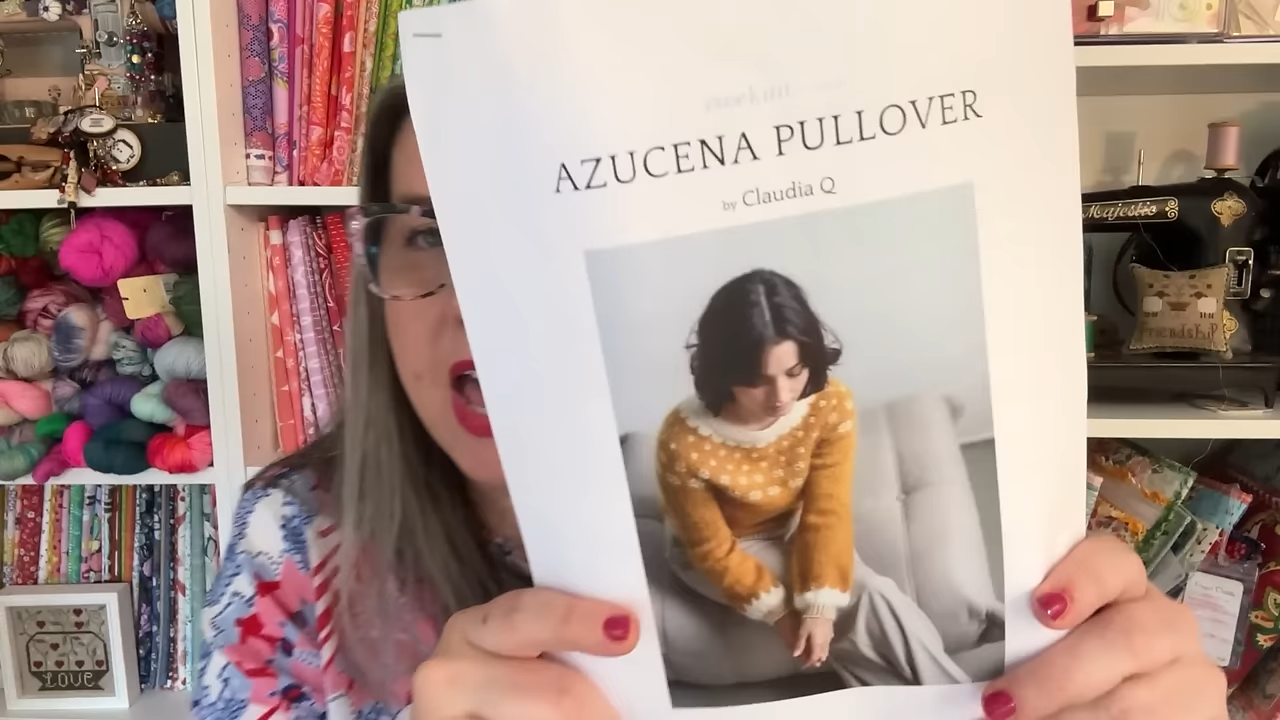 AZUCENA PULLOVER
by Claudia Q
Majestic
Friendship
LOVE